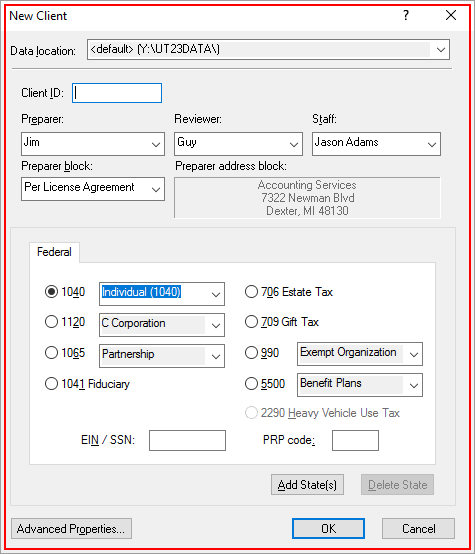 New Client
Data location: <default> (Y:\UT23DATA\)
Client ID:
Preparer: Reviewer: Staff:
Jim Guy Jason Adams
Preparer block: Preparer address block:
Per License Agreement
Accounting Services
7322 Newman Blvd
Dexter, MI 48130
Federal
1040 Individual (1040) 706 Estate Tax
1120 C Corporation 709 Gift Tax
1065 Partnership 990 Exempt Organization
1041 Fiduciary 5500 Benefit Plans
2290 Heavy Vehicle Use Tax
EIN / SSN: PRP code:
Add State(s) Delete State
Advanced Properties... OK Cancel